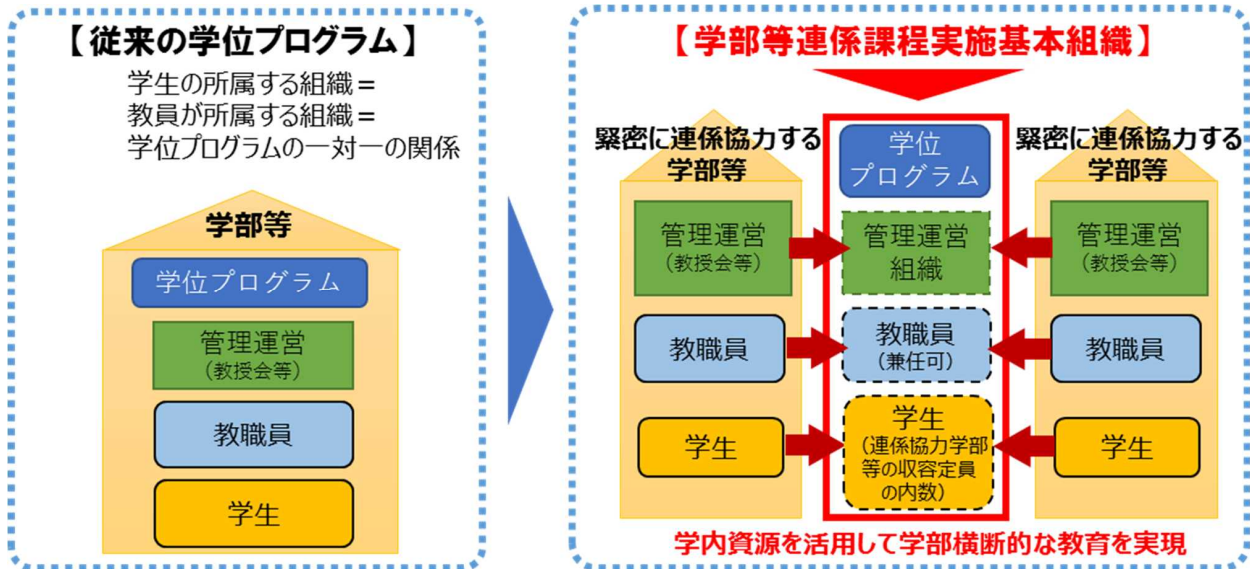 【従来の学位プログラム】
学生の所属する組織＝
教員が所属する組織＝
学位プログラムの一対一の関係
学部等
学位プログラム
管理運営
（教授会等）
教職員
学生
【学部等連係課程実施基本組織】
緊密に連係協力する
学部等
管理運営
（教授会等）
教職員
学生
学位
プログラム
管理運営
組織
教職員
（兼任可）
学生
（連係協力学部
等の収容定員
の内数）
緊密に連係協力する
学部等
管理運営
（教授会等）
教職員
学生
学内資源を活用して学部横断的な教育を実現